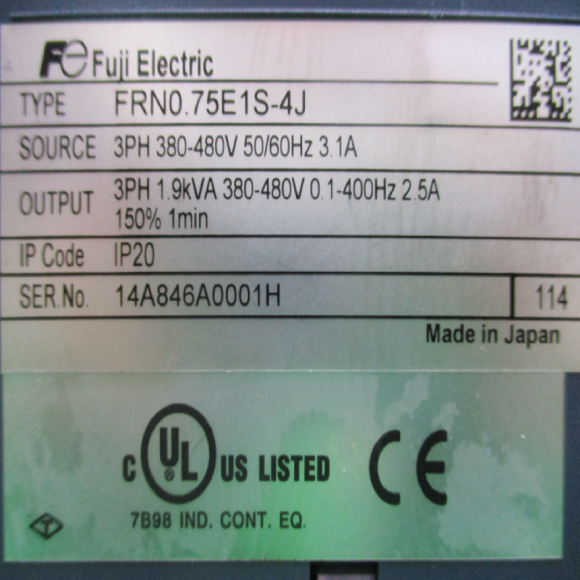 Fe Fuji Electric
TYPE FRN0.75E1S-4J
SOURCE 3PH 380-480V 50/60Hz 3.1A
OUTPUT 3PH 1.9kVA 380-480V 0.1-400Hz 2.5A
150% 1min
IP Code IP20
SER.No. 14A846A0001H 114
Made in Japan
C UL ® US LISTED CE
7B98 IND. CONT. EQ.
T